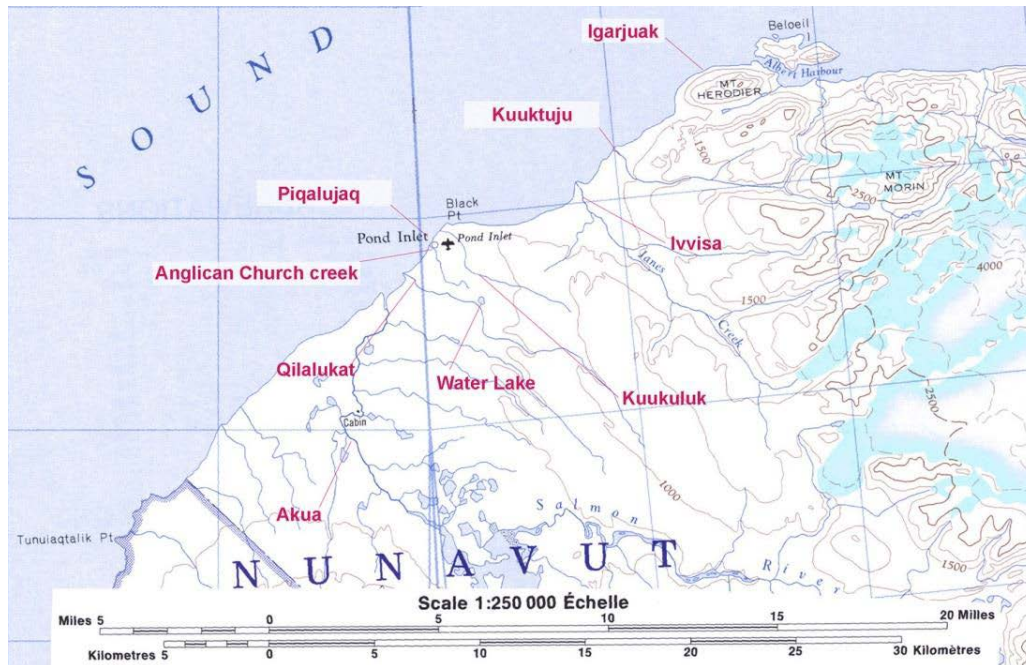 SOUND
Igarjuak
Beloeil
I
Albert Harbour
MT
HERODIER
Kuuktuju
1500
MT
MORIN
2500
Piqalujaq
Black
Pt
Pond Inlet
Pond Inlet
Ivvisa
Anglican Church creek
Janes
Creek
4000
1500
Qilalukat
Water Lake
Kuukuluk
2500
Cabin
Akua
1000
Salmon
River
Tunuiaqtalik Pt
NUNAVUT
1500
Scale 1:250 000 Échelle
Miles 5 0 5 10 15 20 Milles
Kilometres 5 0 5 10 15 20 25 30 Kilomètres